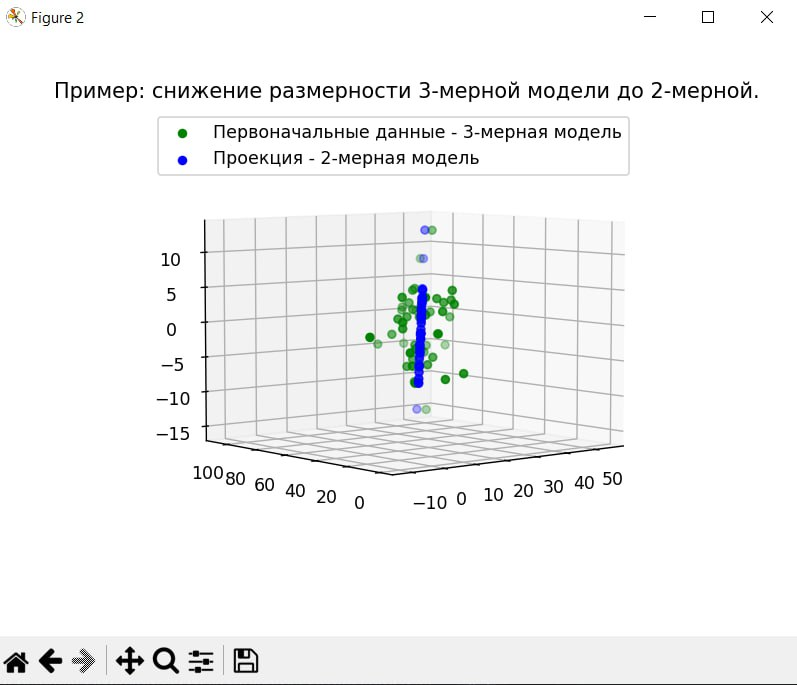 Figure 2
Пример: снижение размерности 3-мерной модели до 2-мерной.
Первоначальные данные - 3-мерная модель
Проекция - 2-мерная модель
10
5
0
−5
−10
−15
100 80 60 40 20 0
−10 0 10 20 30 40 50